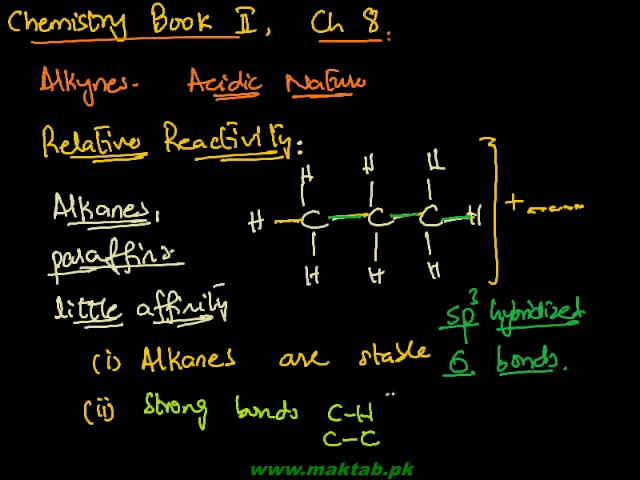 Chemistry Book II, Ch 8.
Alkynes- Acidic Nature
Relative Reactivity:
H H H
Alkanes,
H C C C H ] +
paraffins
H H H
little affinity
sp3 hybridized
(i) Alkanes are stable
6 bonds.
(ii) Strong bonds C-H "
C-C
www.maktab.pk